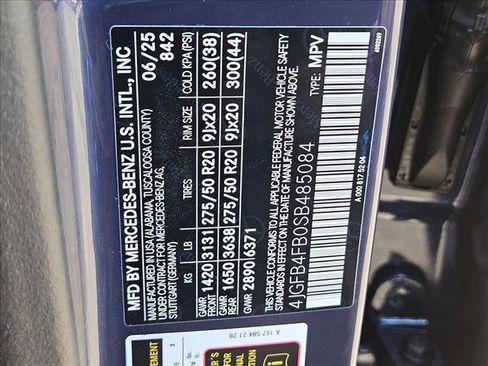 MFD BY MERCEDES-BENZ U.S. INTL., INC
MANUFACTURED IN USA (ALABAMA, TUSCALOOSA COUNTY)
UNDER CONTRACT FOR MERCEDES-BENZ AG,
STUTTGART (GERMANY)
06/25
842
KG LB TIRES RIM SIZE COLD KPA(PSI)
GAWR FRONT 1420 3131 275/50 R20 9Jx20 260(38)
GAWR REAR 1650 3638 275/50 R20 9Jx20 300(44)
GVWR 2890 6371
THIS VEHICLE CONFORMS TO ALL APPLICABLE FEDERAL MOTOR VEHICLE SAFETY
STANDARDS IN EFFECT ON THE DATE OF MANUFACTURE SHOWN ABOVE.
4JGFB4FB0SB485084
TYPE: MPV
A 000 817 52 04
A 167 584 21 28